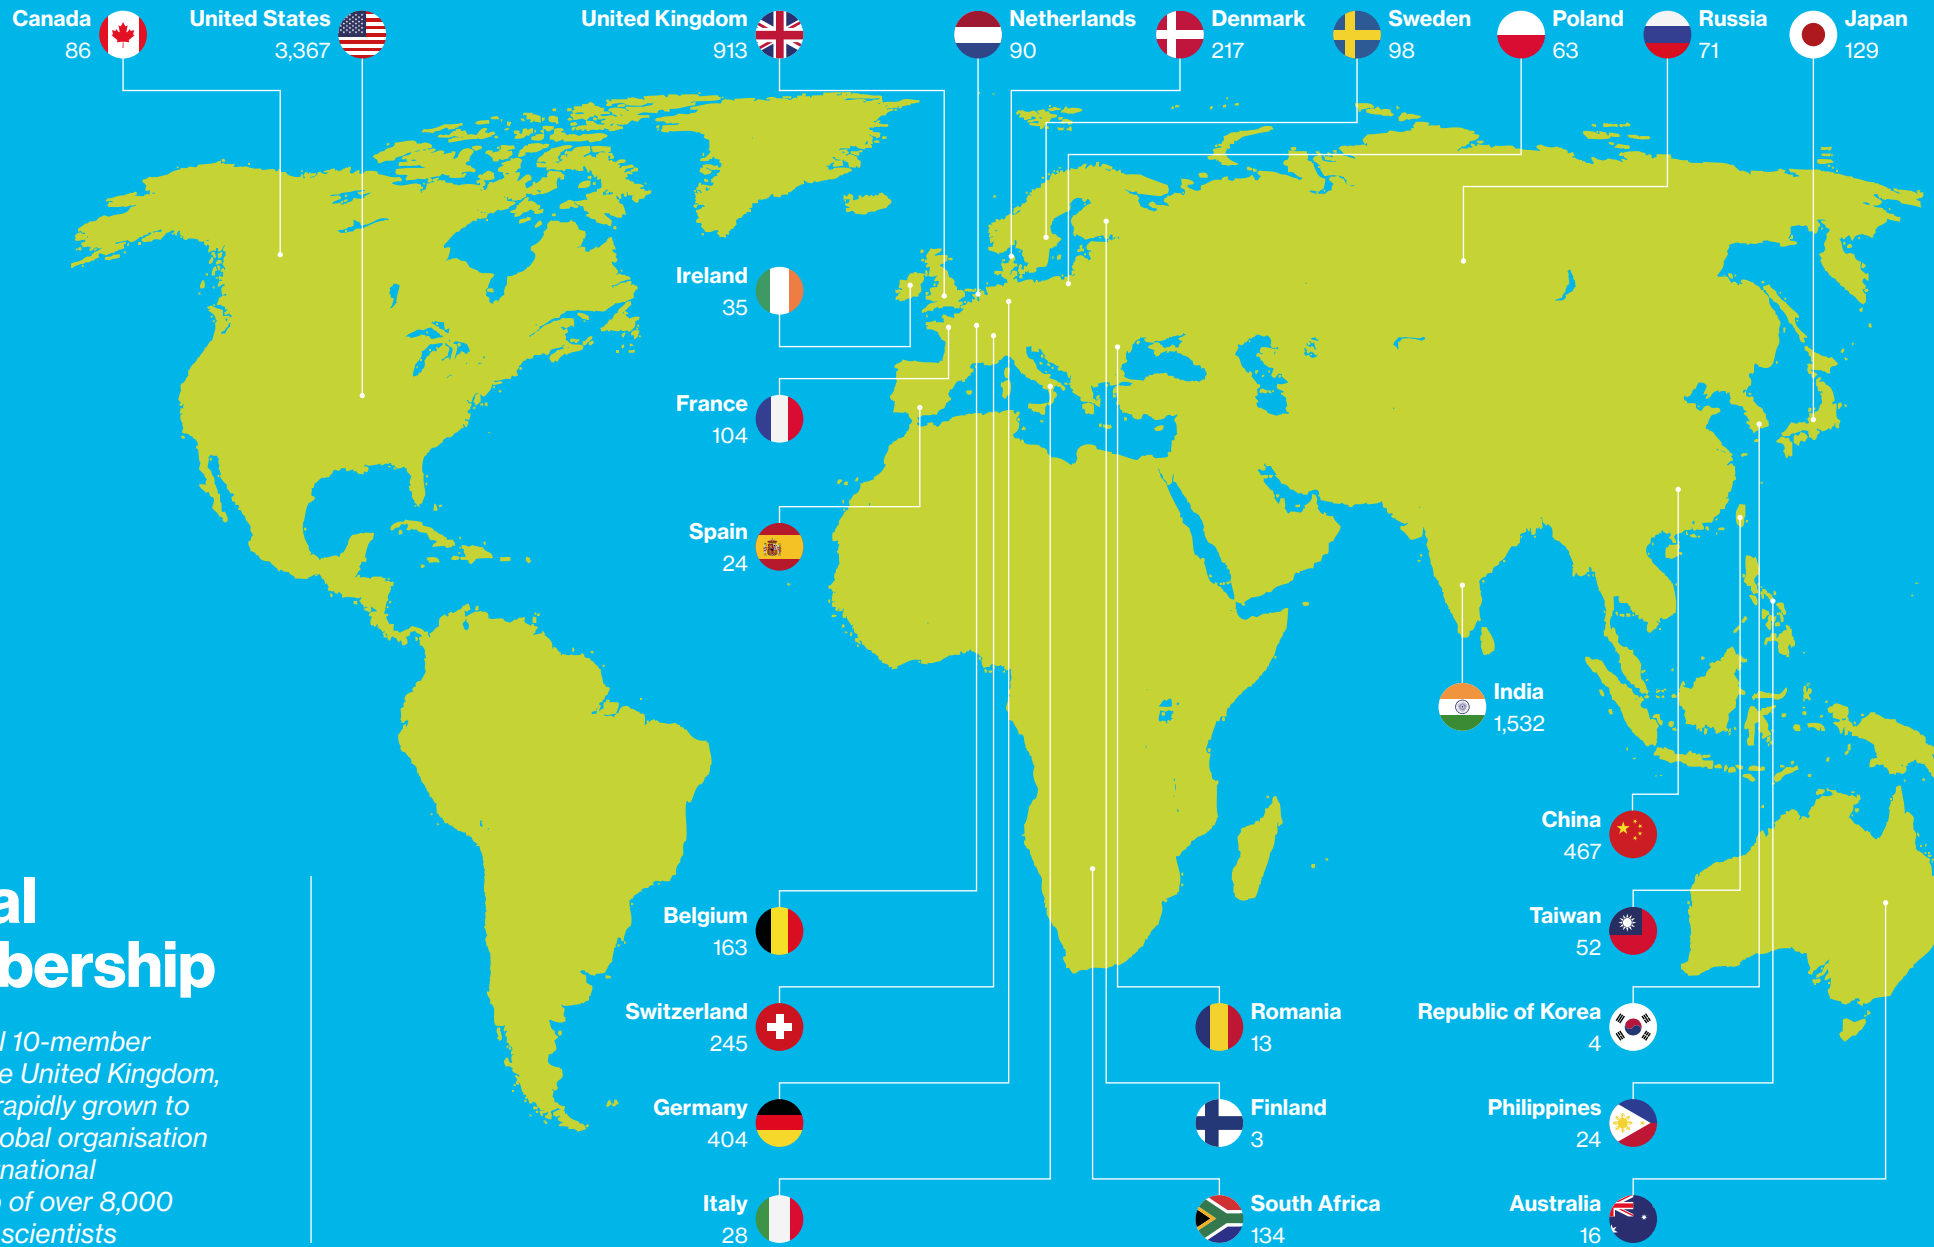 Canada
86
United States
3,367
United Kingdom
913
Netherlands
90
Denmark
217
Sweden
98
Poland
63
Russia
71
Japan
129
Ireland
35
France
104
Spain
24
India
1,532
China
467
Belgium
163
Taiwan
52
Switzerland
245
Romania
13
Republic of Korea
4
Germany
404
Finland
3
Philippines
24
Italy
28
South Africa
134
Australia
16
al
bership
l 10-member
e United Kingdom,
rapidly grown to
obal organisation
national
of over 8,000
scientists